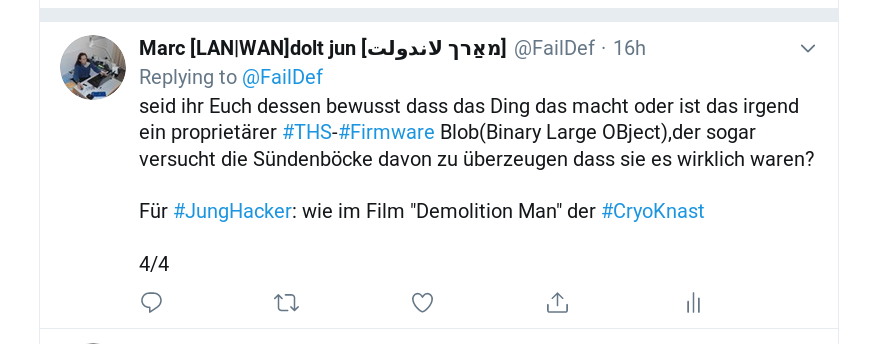 Marc [LAN|WAN]dolt jun [מאַרך لاندولت] @FailDef · 16h
Replying to @FailDef
seid ihr Euch dessen bewusst dass das Ding das macht oder ist das irgend
ein proprietärer #THS-#Firmware Blob(Binary Large OBject),der sogar
versucht die Sündenböcke davon zu überzeugen dass sie es wirklich waren?
Für #JungHacker: wie im Film "Demolition Man" der #CryoKnast
4/4